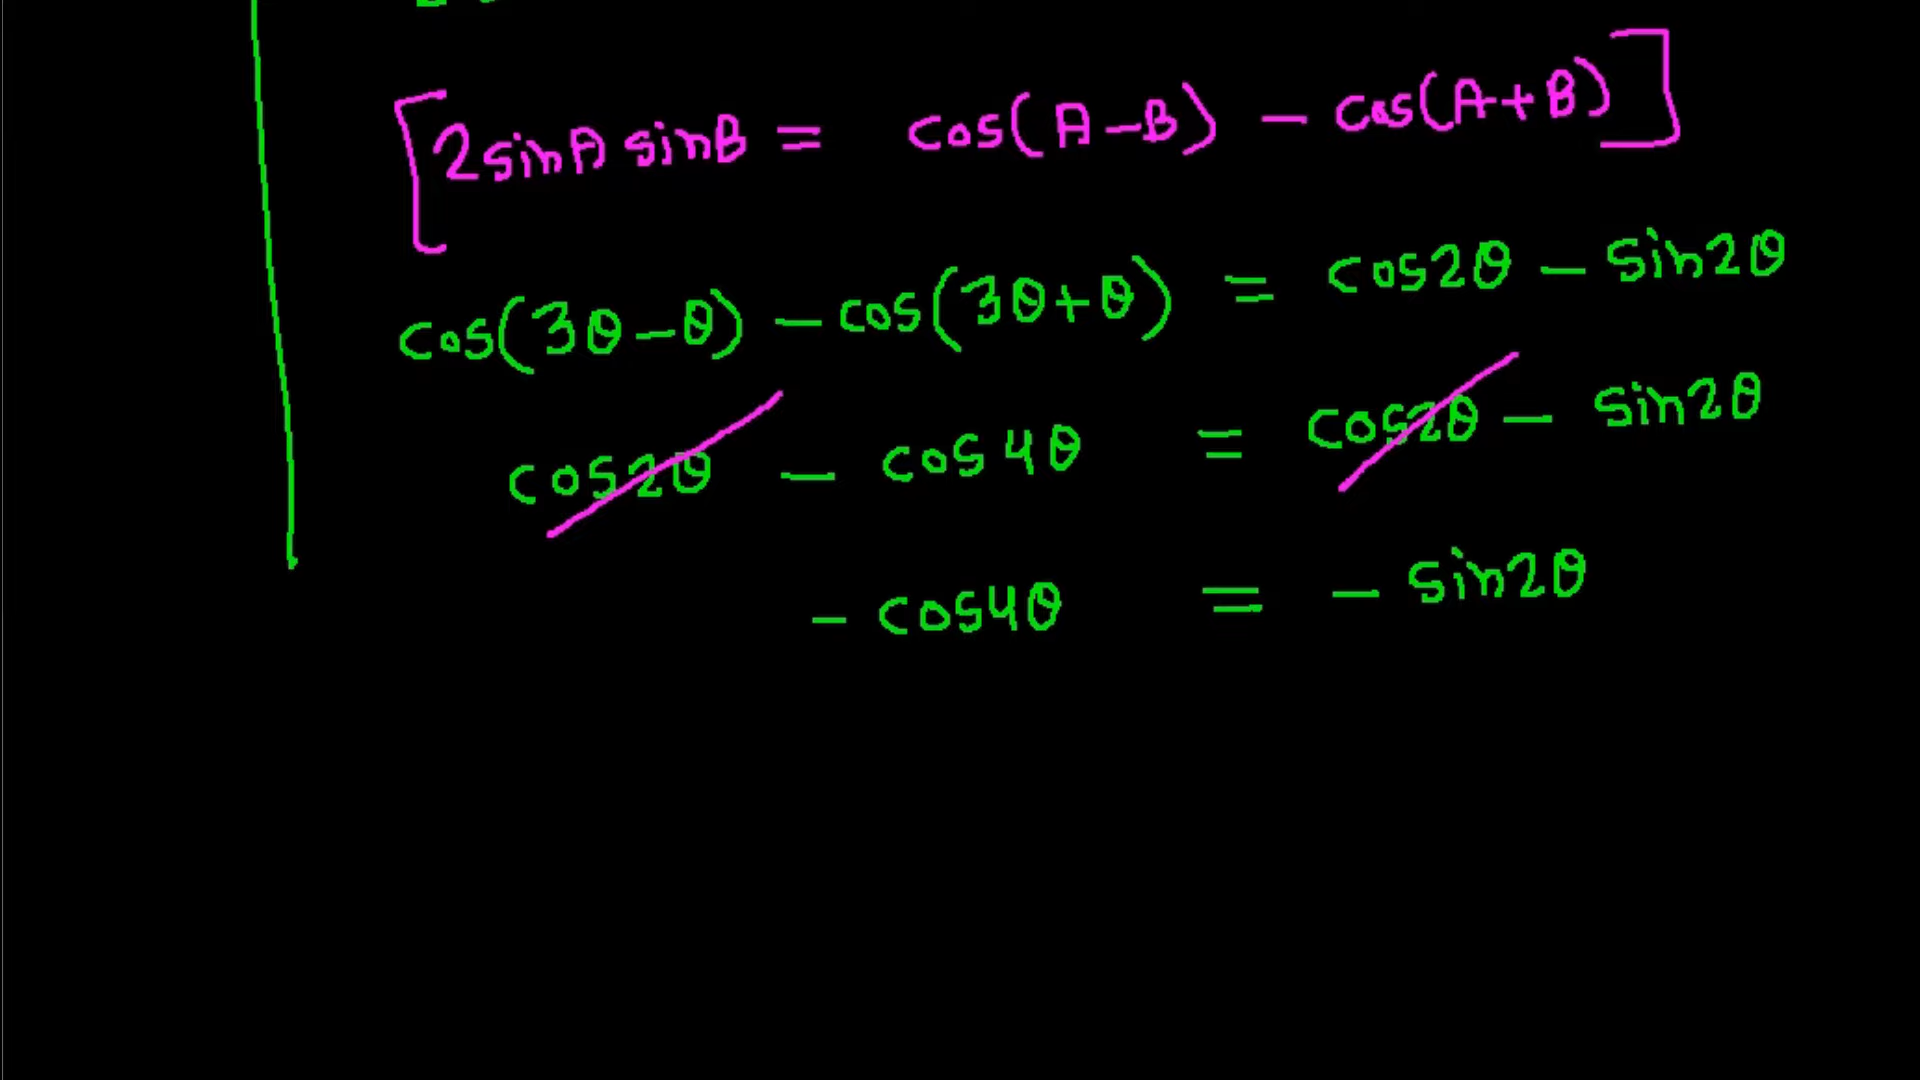 [2sinA sinB = cos(A-B) - cos(A+B)]
cos(3θ-θ) - cos(3θ+θ) = cos2θ - sin2θ
cos2θ - cos4θ = cos2θ - sin2θ
- cos4θ = - sin2θ